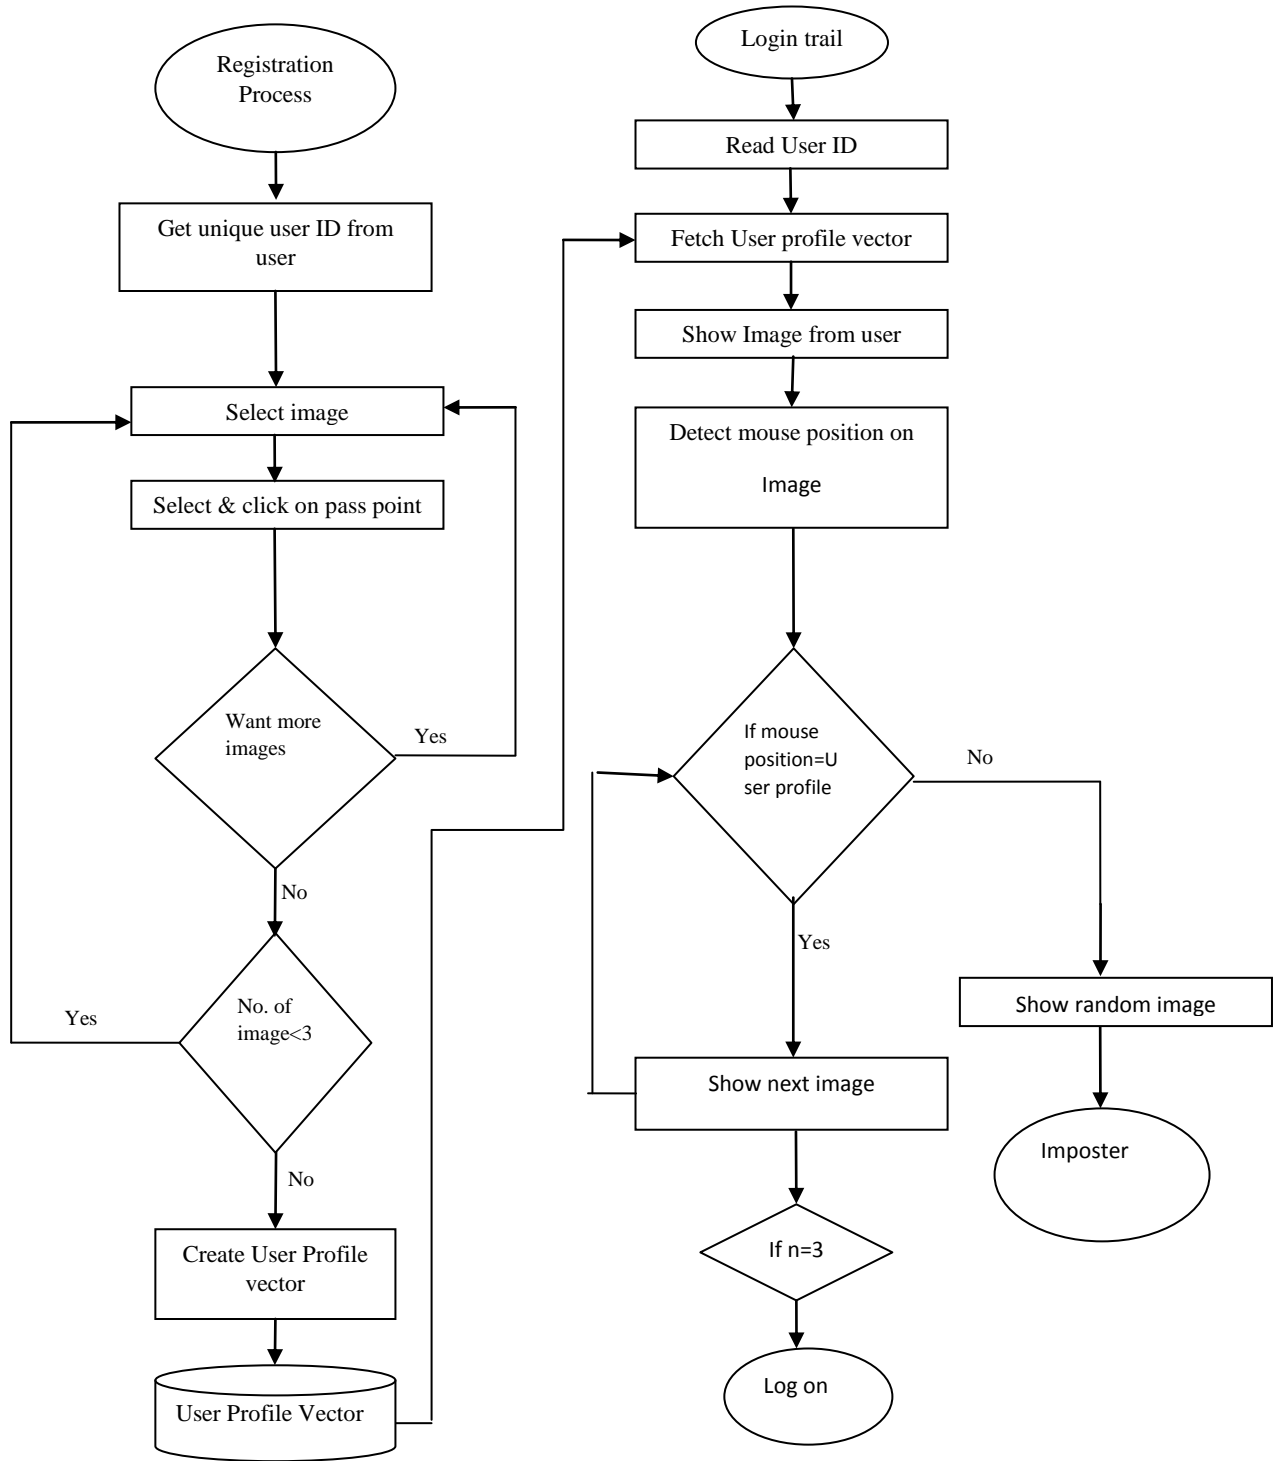 Registration
Process
Get unique user ID from
user
Select image
Select & click on pass point
Want more
images
Yes
No
No. of
image<3
Yes
No
Create User Profile
vector
User Profile Vector
Login trail
Read User ID
Fetch User profile vector
Show Image from user
Detect mouse position on
Image
If mouse
position=U
ser profile
No
Yes
Show random image
Show next image
Imposter
If n=3
Log on